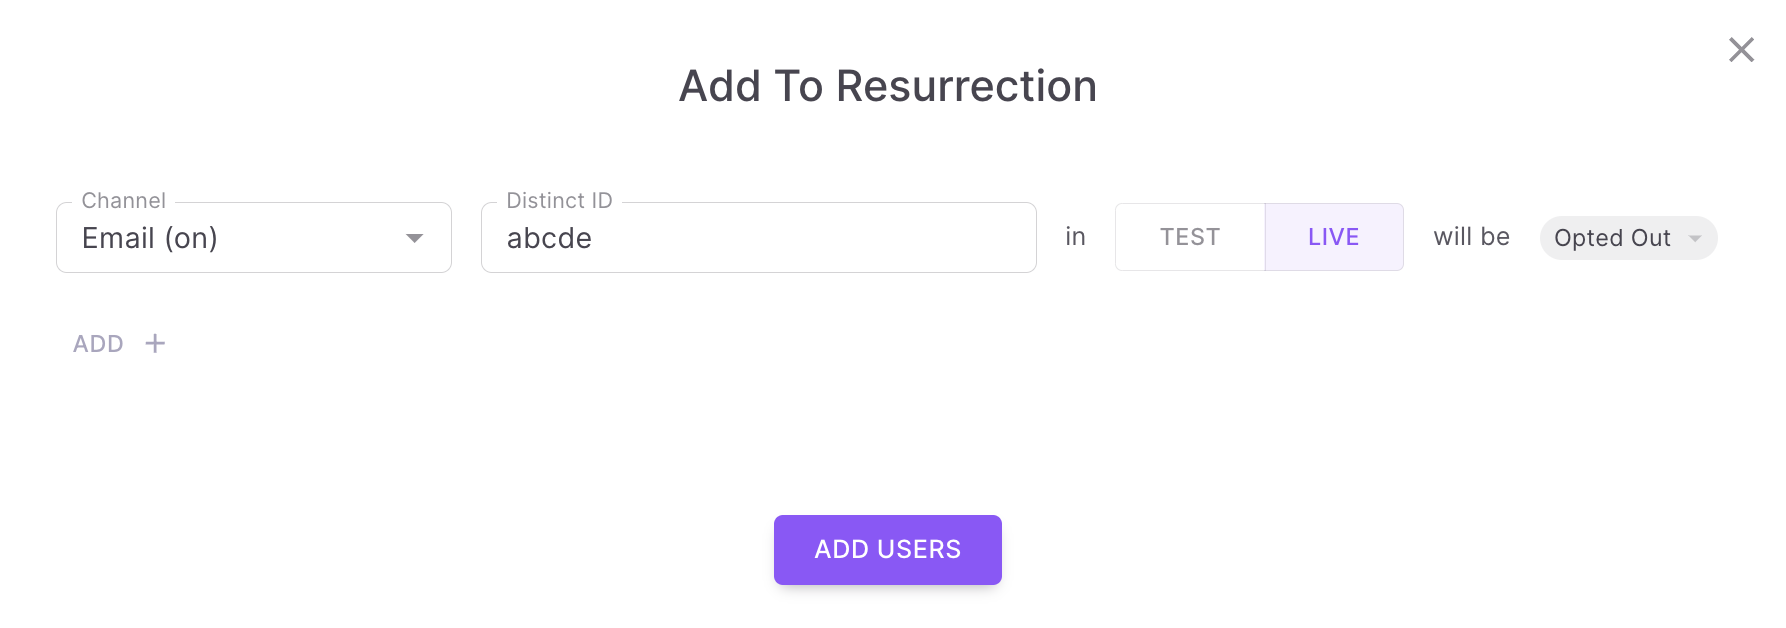 Add To Resurrection
Channel
Distinct ID
Email (on)
abcde
in
TEST
LIVE
will be
Opted Out
ADD +
ADD USERS